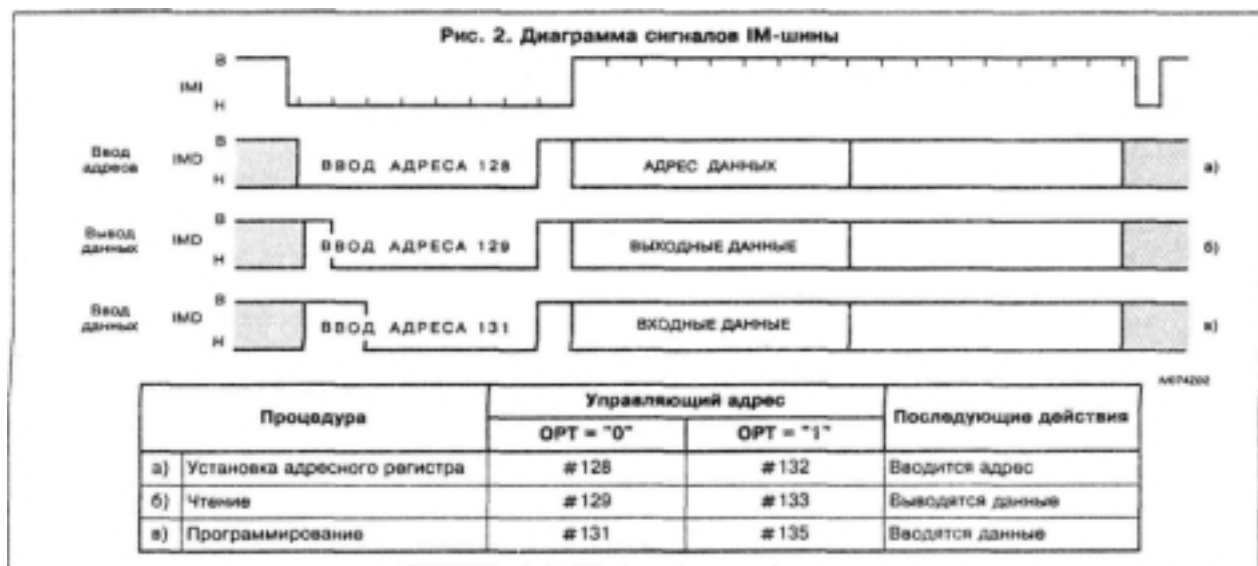 Рис. 2. Диаграмма сигналов IM-шины
В
IMI
Н
Ввод адресов
В
IMD
Н
ВВОД АДРЕСА 128
АДРЕС ДАННЫХ
а)
Вывод данных
В
IMD
Н
ВВОД АДРЕСА 129
ВЫХОДНЫЕ ДАННЫЕ
б)
Ввод данных
В
IMD
Н
ВВОД АДРЕСА 131
ВХОДНЫЕ ДАННЫЕ
в)
Процедура
Управляющий адрес
Последующие действия
OPT = "0"
OPT = "1"
а) Установка адресного регистра #128 #132 Вводится адрес
б) Чтение #129 #133 Выводятся данные
в) Программирование #131 #135 Вводятся данные